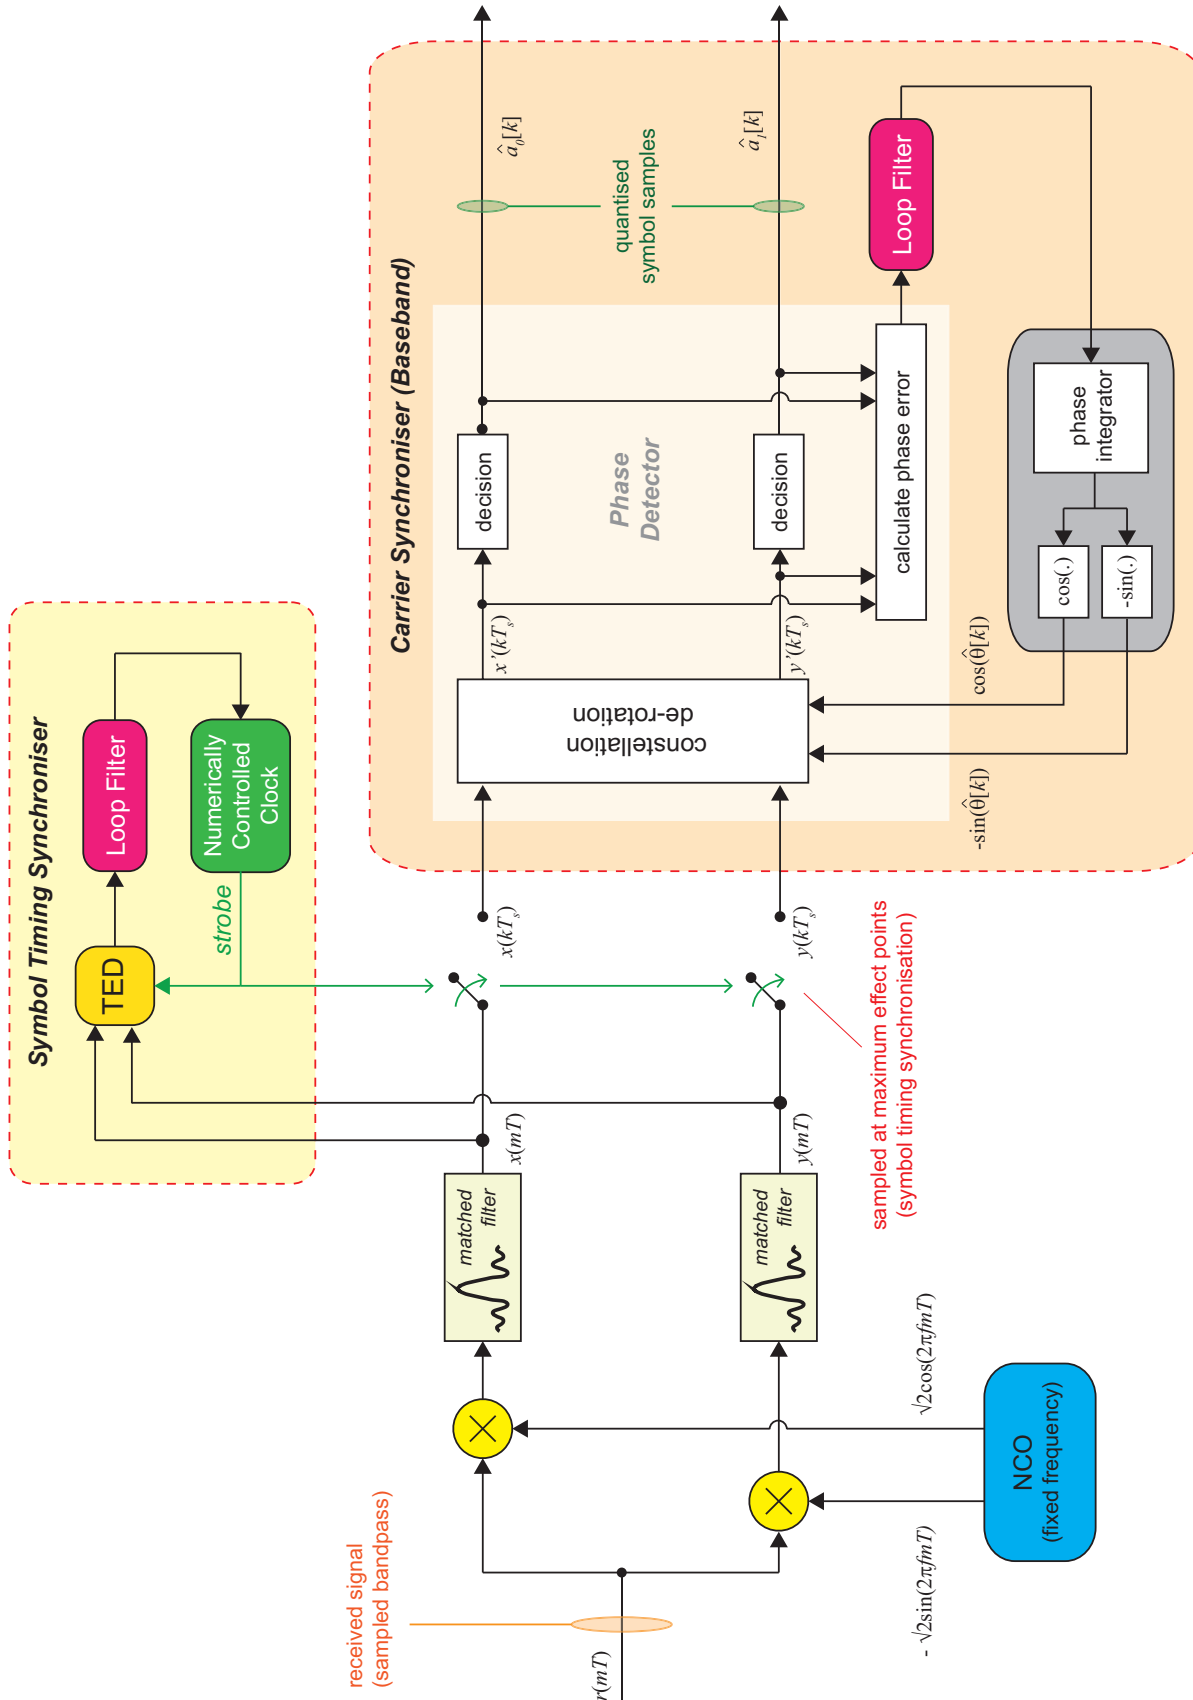 Symbol Timing Synchroniser
TED
Loop Filter
Numerically
Controlled
Clock
strobe
received signal
(sampled bandpass)
r(mT)
NCO
(fixed frequency)
√2cos(2πfmT)
- √2sin(2πfmT)
matched
filter
matched
filter
x(mT)
y(mT)
x(kTs)
y(kTs)
sampled at maximum effect points
(symbol timing synchronisation)
Carrier Synchroniser (Baseband)
constellation
de-rotation
x'(kTs)
y'(kTs)
decision
decision
Phase
Detector
calculate phase error
quantised
symbol samples
â0[k]
â1[k]
Loop Filter
phase
integrator
cos(.)
-sin(.)
cos(θ̂[k])
-sin(θ̂[k])